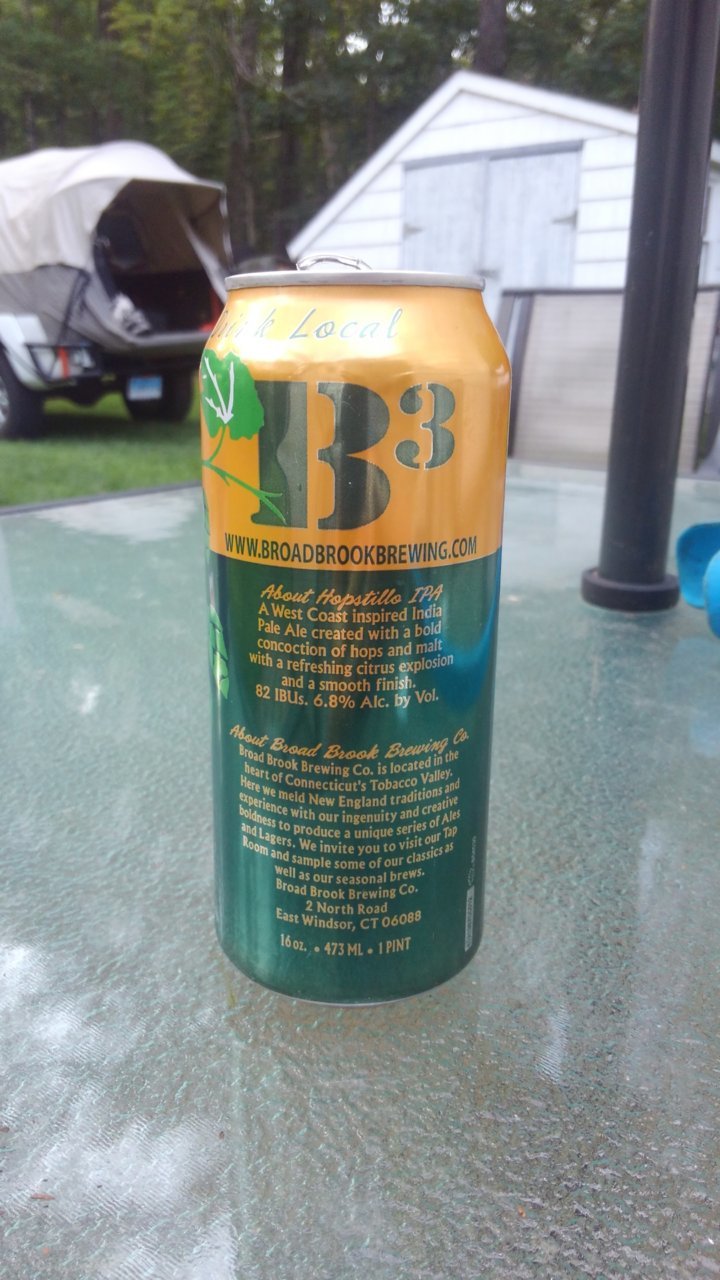 Drink Local
B3
WWW.BROADBROOKBREWING.COM
About Hopstillo IPA
A West Coast inspired India
Pale Ale created with a bold
concoction of hops and malt
with a refreshing citrus explosion
and a smooth finish.
82 IBUs. 6.8% Alc. by Vol.
About Broad Brook Brewing Co.
Broad Brook Brewing Co. is located in the
heart of Connecticut's Tobacco Valley.
Here we meld New England traditions and
experience with our ingenuity and creative
boldness to produce a unique series of Ales
and Lagers. We invite you to visit our Tap
Room and sample some of our classics as
well as our seasonal brews.
Broad Brook Brewing Co.
2 North Road
East Windsor, CT 06088
16 oz. • 473 ML • 1 PINT